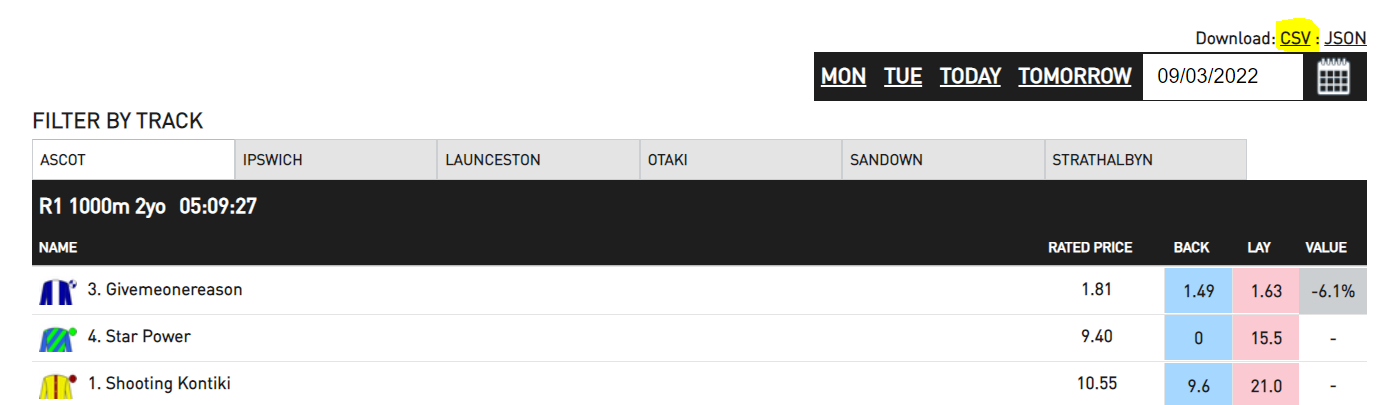 Download: CSV : JSON
MON TUE TODAY TOMORROW 09/03/2022
FILTER BY TRACK
ASCOT IPSWICH LAUNCESTON OTAKI SANDOWN STRATHALBYN
R1 1000m 2yo 05:09:27
NAME RATED PRICE BACK LAY VALUE
3. Givemeonereason 1.81 1.49 1.63 -6.1%
4. Star Power 9.40 0 15.5 -
1. Shooting Kontiki 10.55 9.6 21.0 -